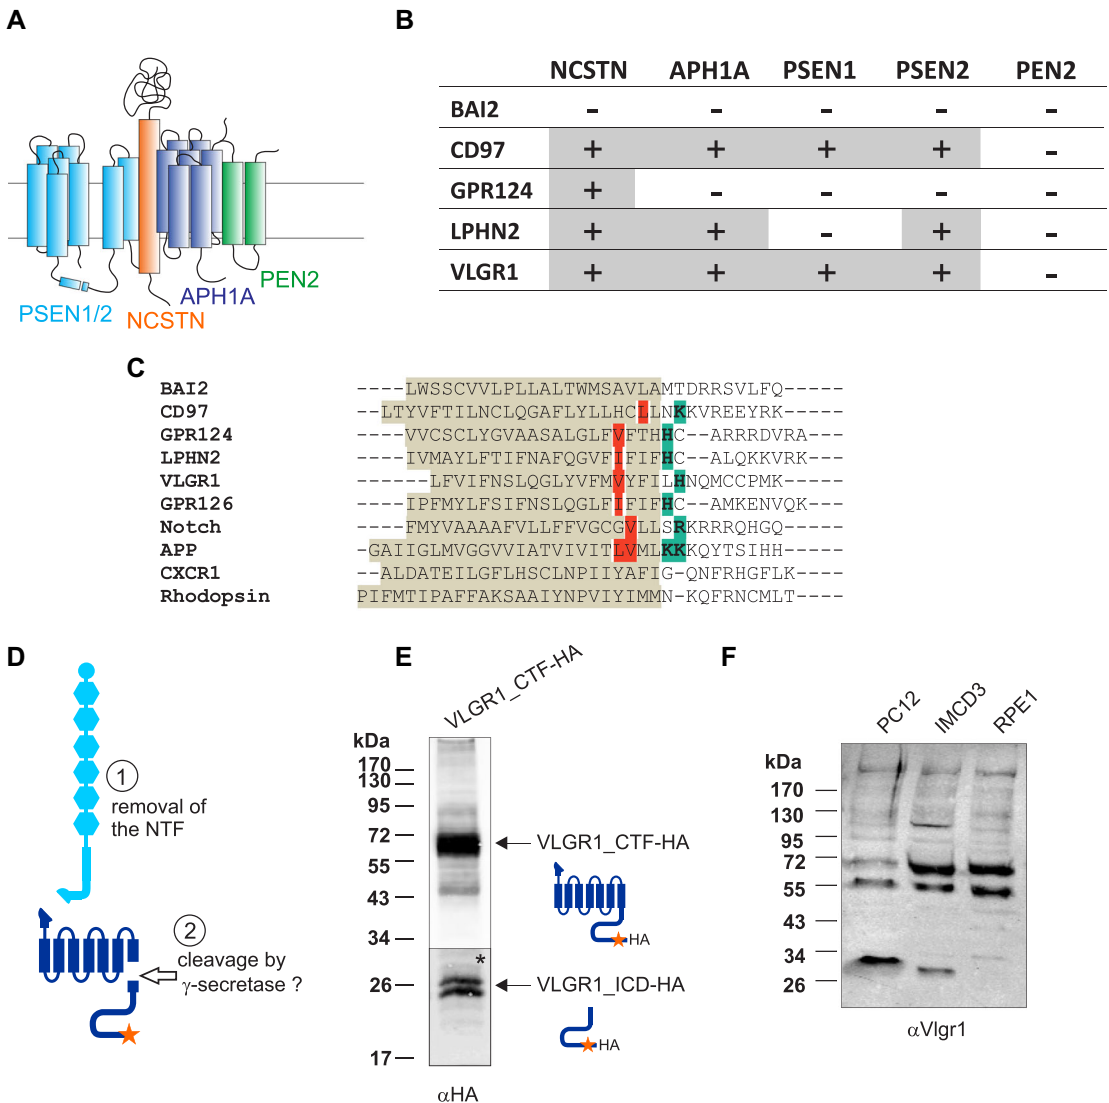 A
PSEN1/2
NCSTN
APH1A
PEN2
B
NCSTN APH1A PSEN1 PSEN2 PEN2
BAI2 - - - - -
CD97 + + + + -
GPR124 + - - - -
LPHN2 + + - + -
VLGR1 + + + + -
C
BAI2 ----LWSSCVVLPLLALTWMSAVLAMTDRRSVLFQ-----
CD97 --LTYVFTILNCLQGAFLYLLHCLLNKKVREEYRK-----
GPR124 ----VVCSCLYGVAASALGLFVFTHHC--ARRRDVRA---
LPHN2 ----IVMAYLFTIFNAFQGVFIFIFHC--ALQKKVRK---
VLGR1 ------LFVIFNSLQGLYVFMVYFILHNQMCCPMK-----
GPR126 ----IPFMYLFSIFNSLQGLFIFIFHC--AMKENVQK---
Notch ----FMYVAAAAFVLLFFVGCGVLLSRKRRRQHGQ-----
APP -GAIIGLMVGGVVIATVIVITLVMLKKKQYTSIHH-----
CXCR1 --ALDATEILGFLHSCLNPIIYAFIG-QNFRHGFLK----
Rhodopsin PIFMTIPAFFAKSAAIYNPVIYIMMN-KQFRNCMLT----
D
1
removal of
the NTF
2
cleavage by
γ-secretase ?
E
VLGR1_CTF-HA
kDa
170
130
95
72
55
43
34
26
17
*
VLGR1_CTF-HA
HA
VLGR1_ICD-HA
HA
αHA
F
PC12
IMCD3
RPE1
kDa
170
130
95
72
55
43
34
26
αVlgr1